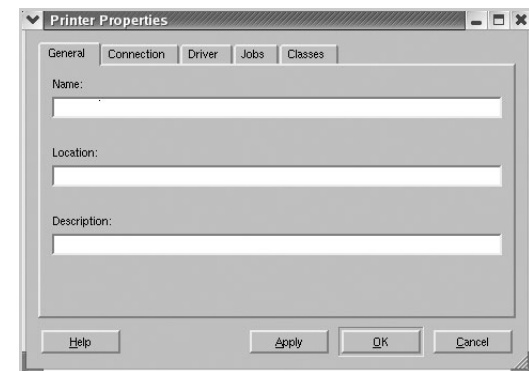 Printer Properties
General Connection Driver Jobs Classes
Name:
Location:
Description:
Help Apply OK Cancel